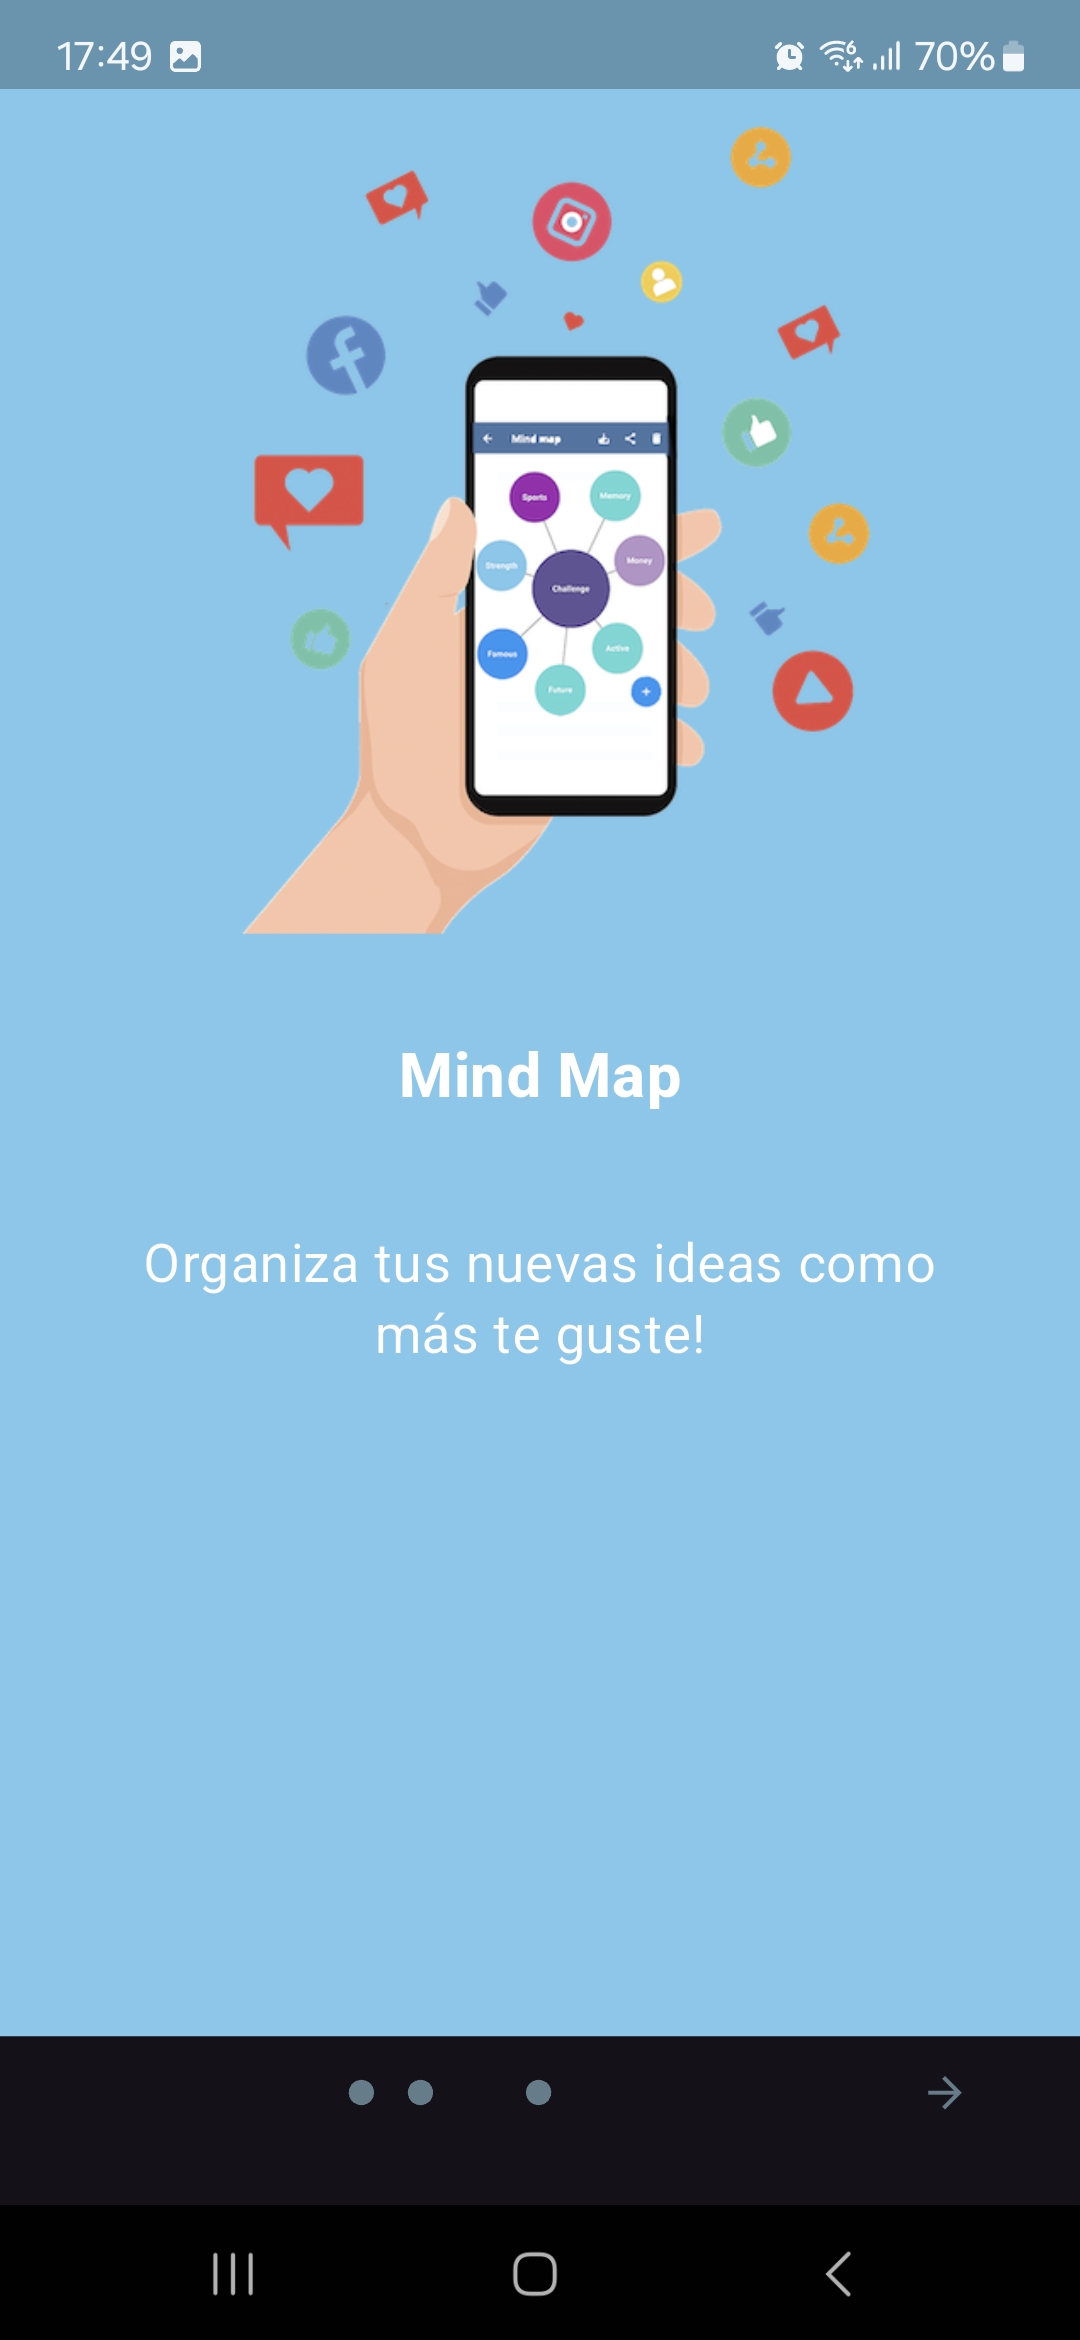 17:49
70%
Mind map
Sports
Memory
Strength
Money
Challenge
Famous
Active
Future
Mind Map
Organiza tus nuevas ideas como
más te guste!